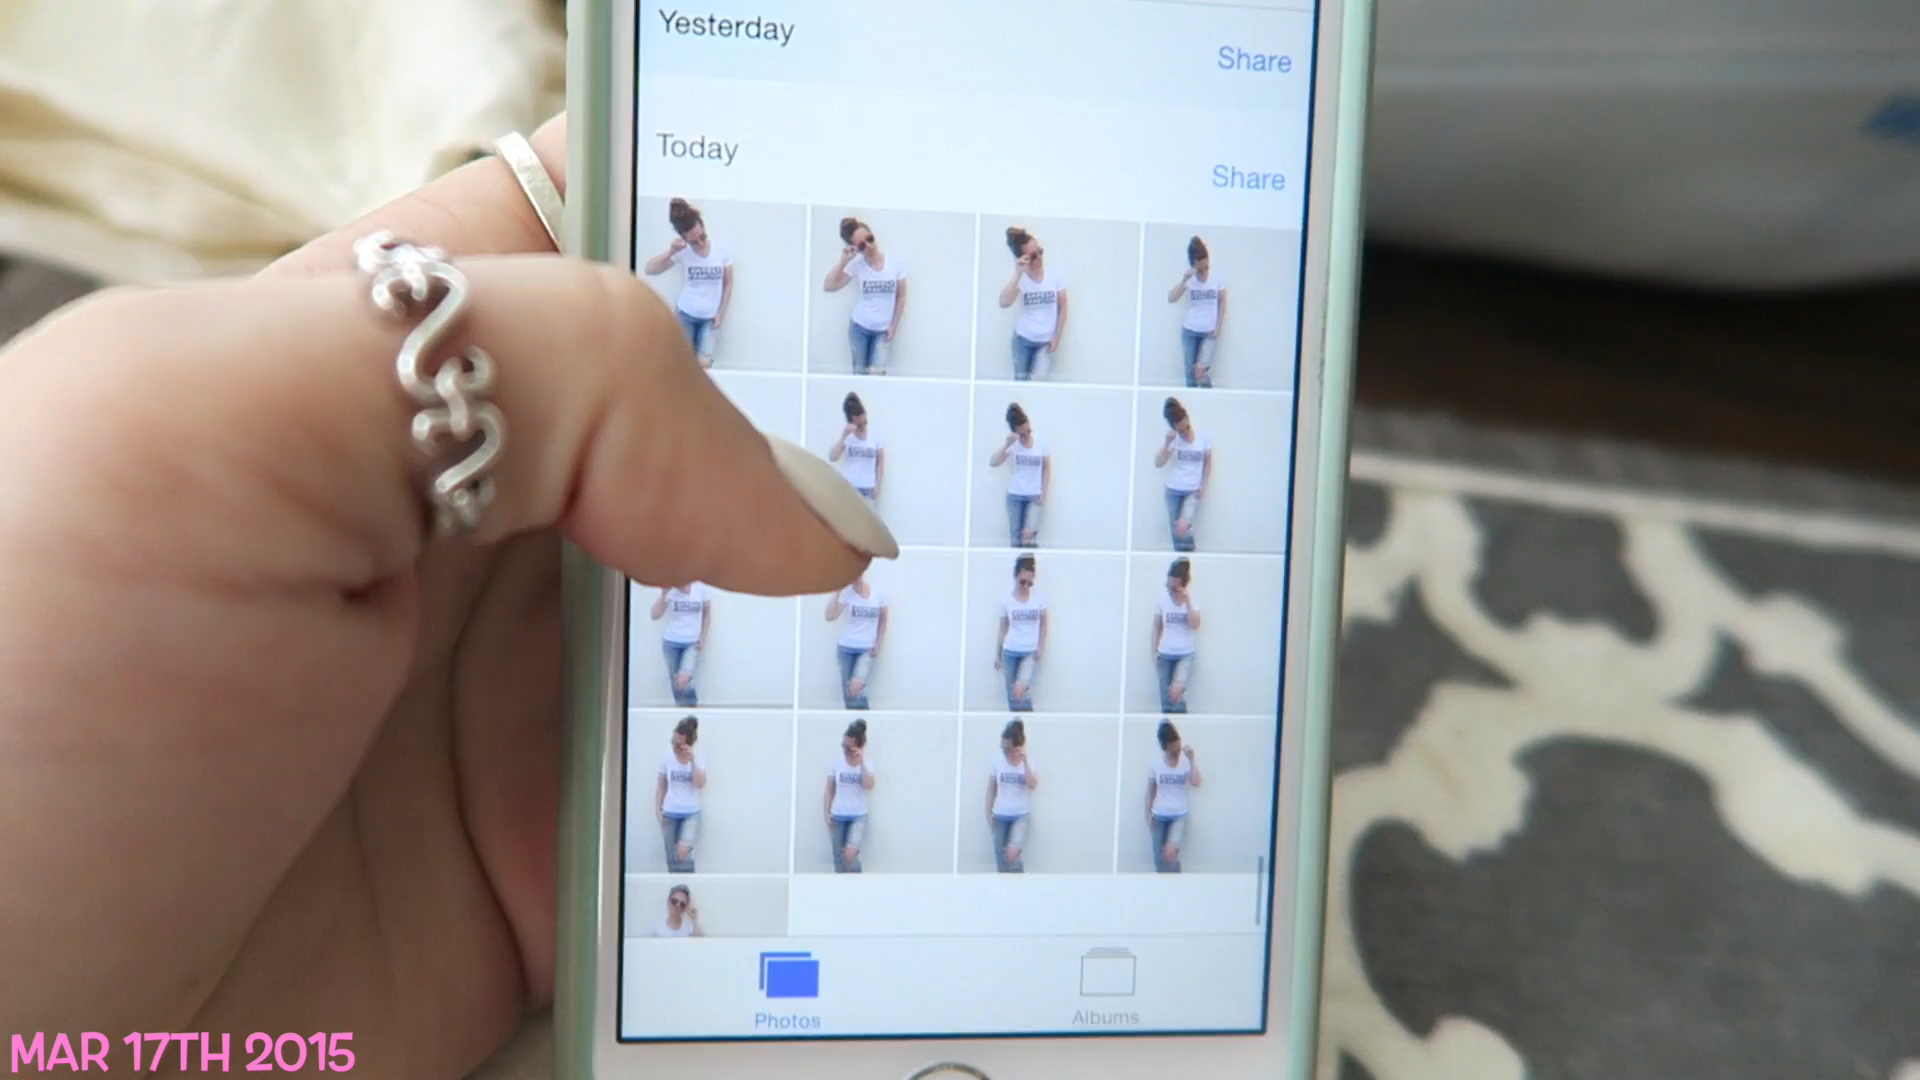 Yesterday
Share
Today
Share
Photos
Albums
MAR 17TH 2015